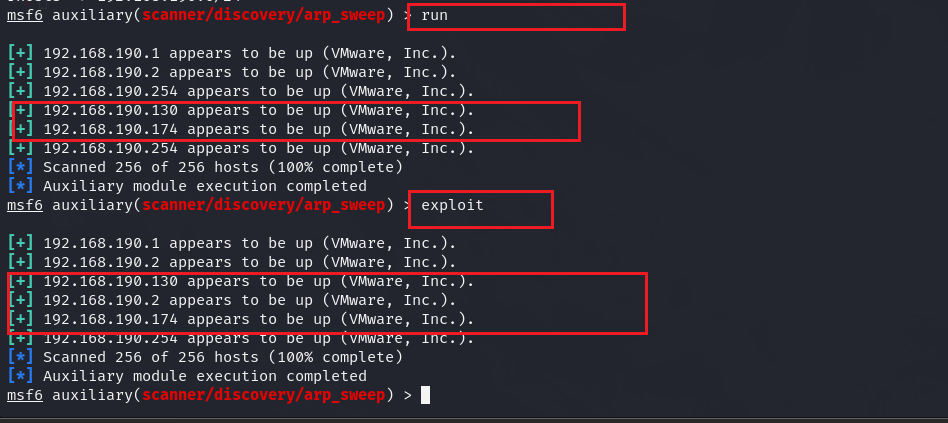 msf6 auxiliary(scanner/discovery/arp_sweep) > run
[+] 192.168.190.1 appears to be up (VMware, Inc.).
[+] 192.168.190.2 appears to be up (VMware, Inc.).
[+] 192.168.190.254 appears to be up (VMware, Inc.).
[+] 192.168.190.130 appears to be up (VMware, Inc.).
[+] 192.168.190.174 appears to be up (VMware, Inc.).
[+] 192.168.190.254 appears to be up (VMware, Inc.).
[*] Scanned 256 of 256 hosts (100% complete)
[*] Auxiliary module execution completed
msf6 auxiliary(scanner/discovery/arp_sweep) > exploit
[+] 192.168.190.1 appears to be up (VMware, Inc.).
[+] 192.168.190.2 appears to be up (VMware, Inc.).
[+] 192.168.190.130 appears to be up (VMware, Inc.).
[+] 192.168.190.2 appears to be up (VMware, Inc.).
[+] 192.168.190.174 appears to be up (VMware, Inc.).
[+] 192.168.190.254 appears to be up (VMware, Inc.).
[*] Scanned 256 of 256 hosts (100% complete)
[*] Auxiliary module execution completed
msf6 auxiliary(scanner/discovery/arp_sweep) >